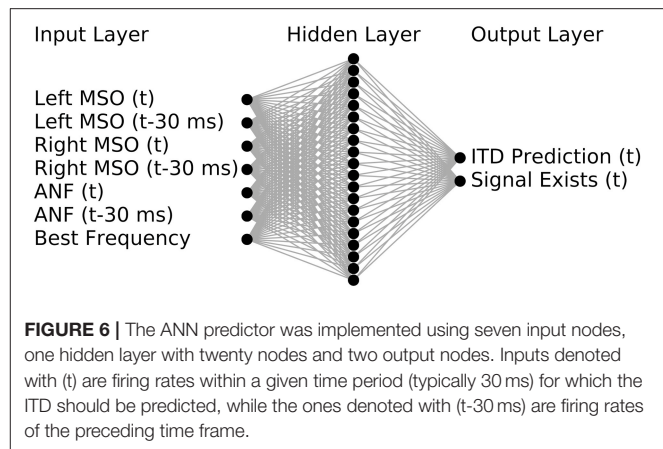 Input Layer
Hidden Layer
Output Layer
Left MSO (t)
Left MSO (t-30 ms)
Right MSO (t)
Right MSO (t-30 ms)
ANF (t)
ANF (t-30 ms)
Best Frequency
ITD Prediction (t)
Signal Exists (t)
FIGURE 6 | The ANN predictor was implemented using seven input nodes,
one hidden layer with twenty nodes and two output nodes. Inputs denoted
with (t) are firing rates within a given time period (typically 30 ms) for which the
ITD should be predicted, while the ones denoted with (t-30 ms) are firing rates
of the preceding time frame.